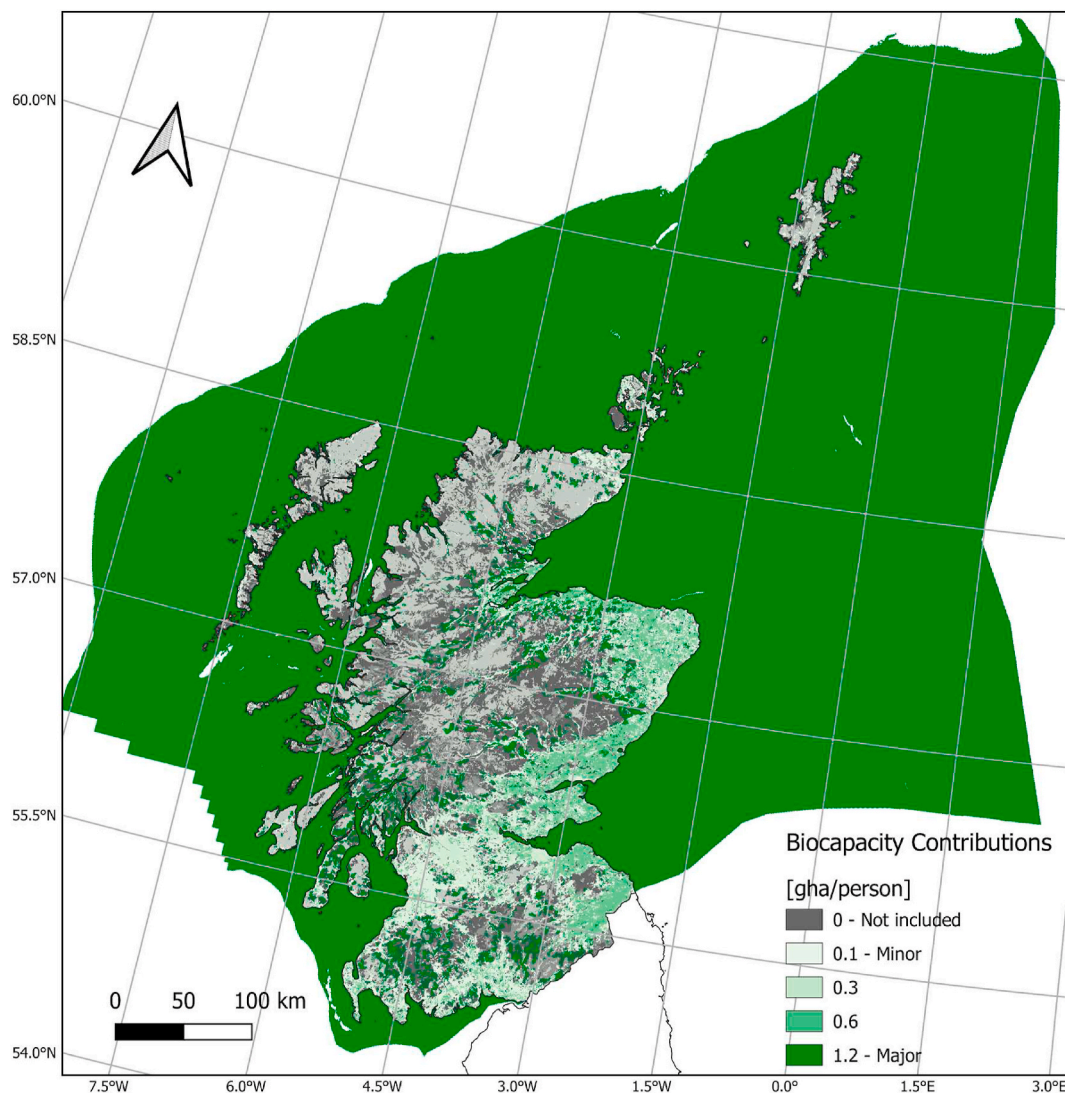 60.0°N
58.5°N
57.0°N
55.5°N
54.0°N
Biocapacity Contributions
[gha/person]
0 - Not included
0.1 - Minor
0.3
0.6
1.2 - Major
0 50 100 km
7.5°W 6.0°W 4.5°W 3.0°W 1.5°W 0.0° 1.5°E 3.0°E